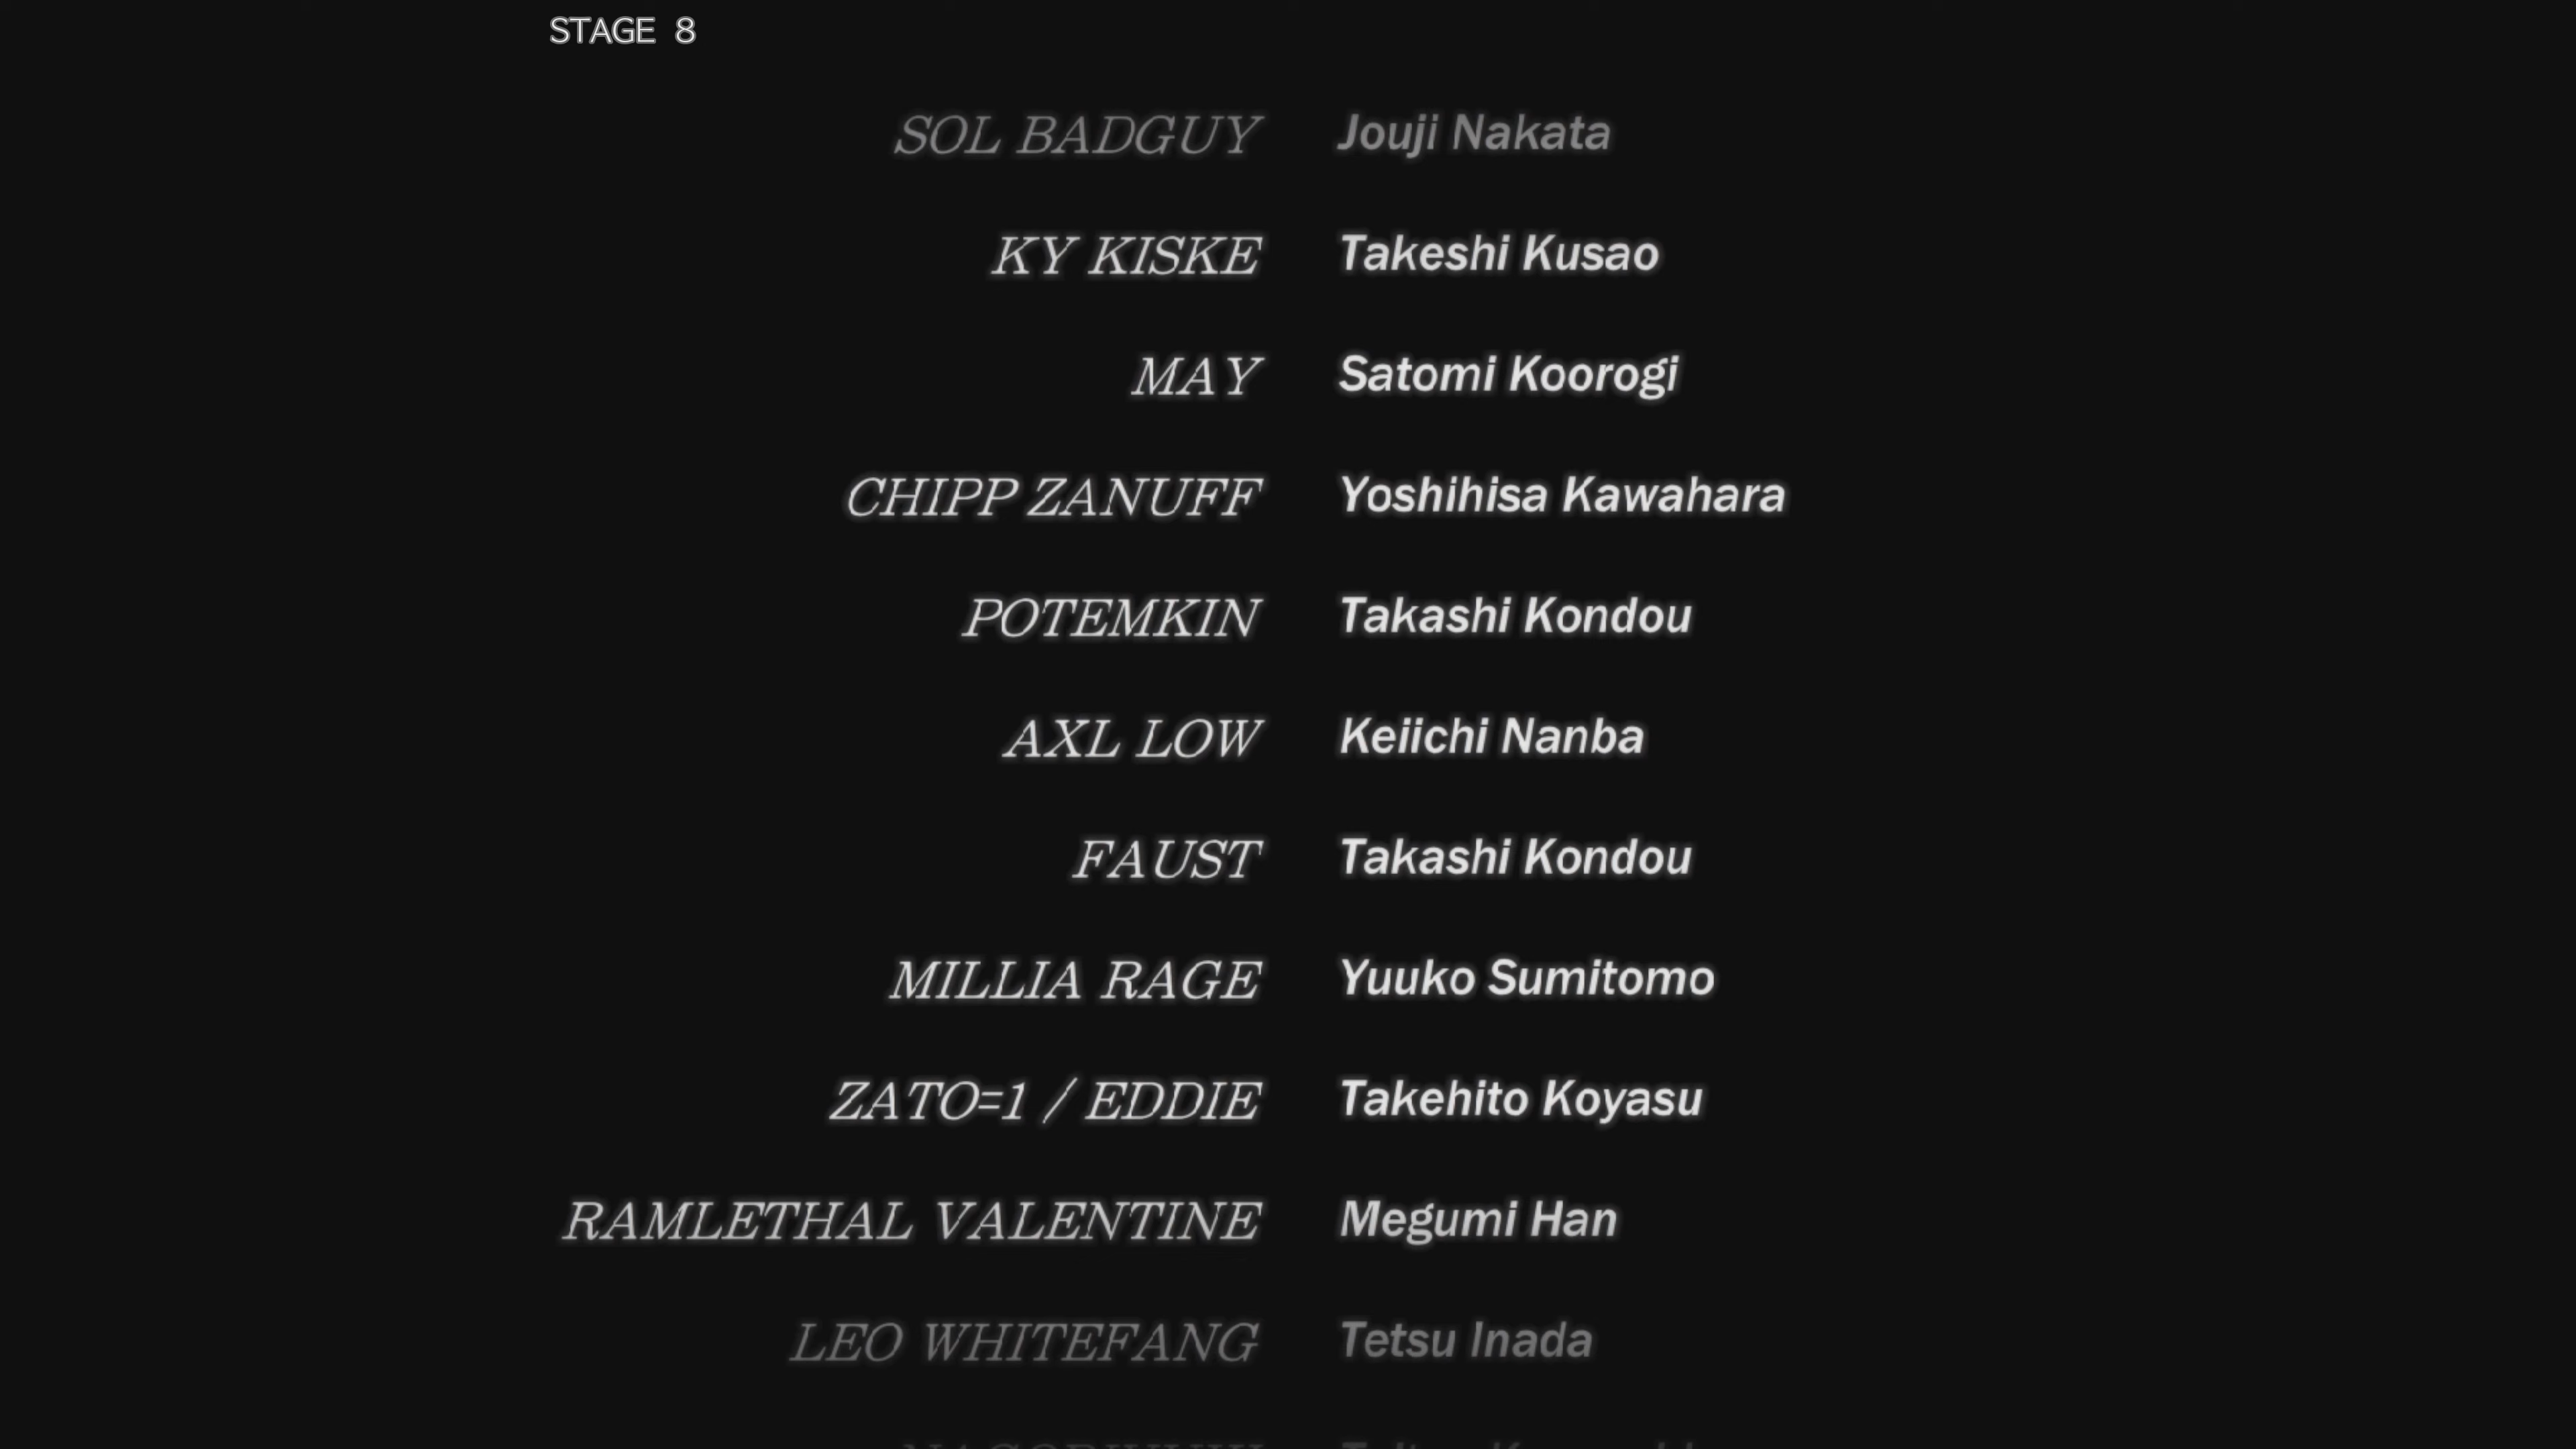 STAGE 8
SOL BADGUY Jouji Nakata
KY KISKE Takeshi Kusao
MAY Satomi Koorogi
CHIPP ZANUFF Yoshihisa Kawahara
POTEMKIN Takashi Kondou
AXL LOW Keiichi Nanba
FAUST Takashi Kondou
MILLIA RAGE Yuuko Sumitomo
ZATO=1 / EDDIE Takehito Koyasu
RAMLETHAL VALENTINE Megumi Han
LEO WHITEFANG Tetsu Inada